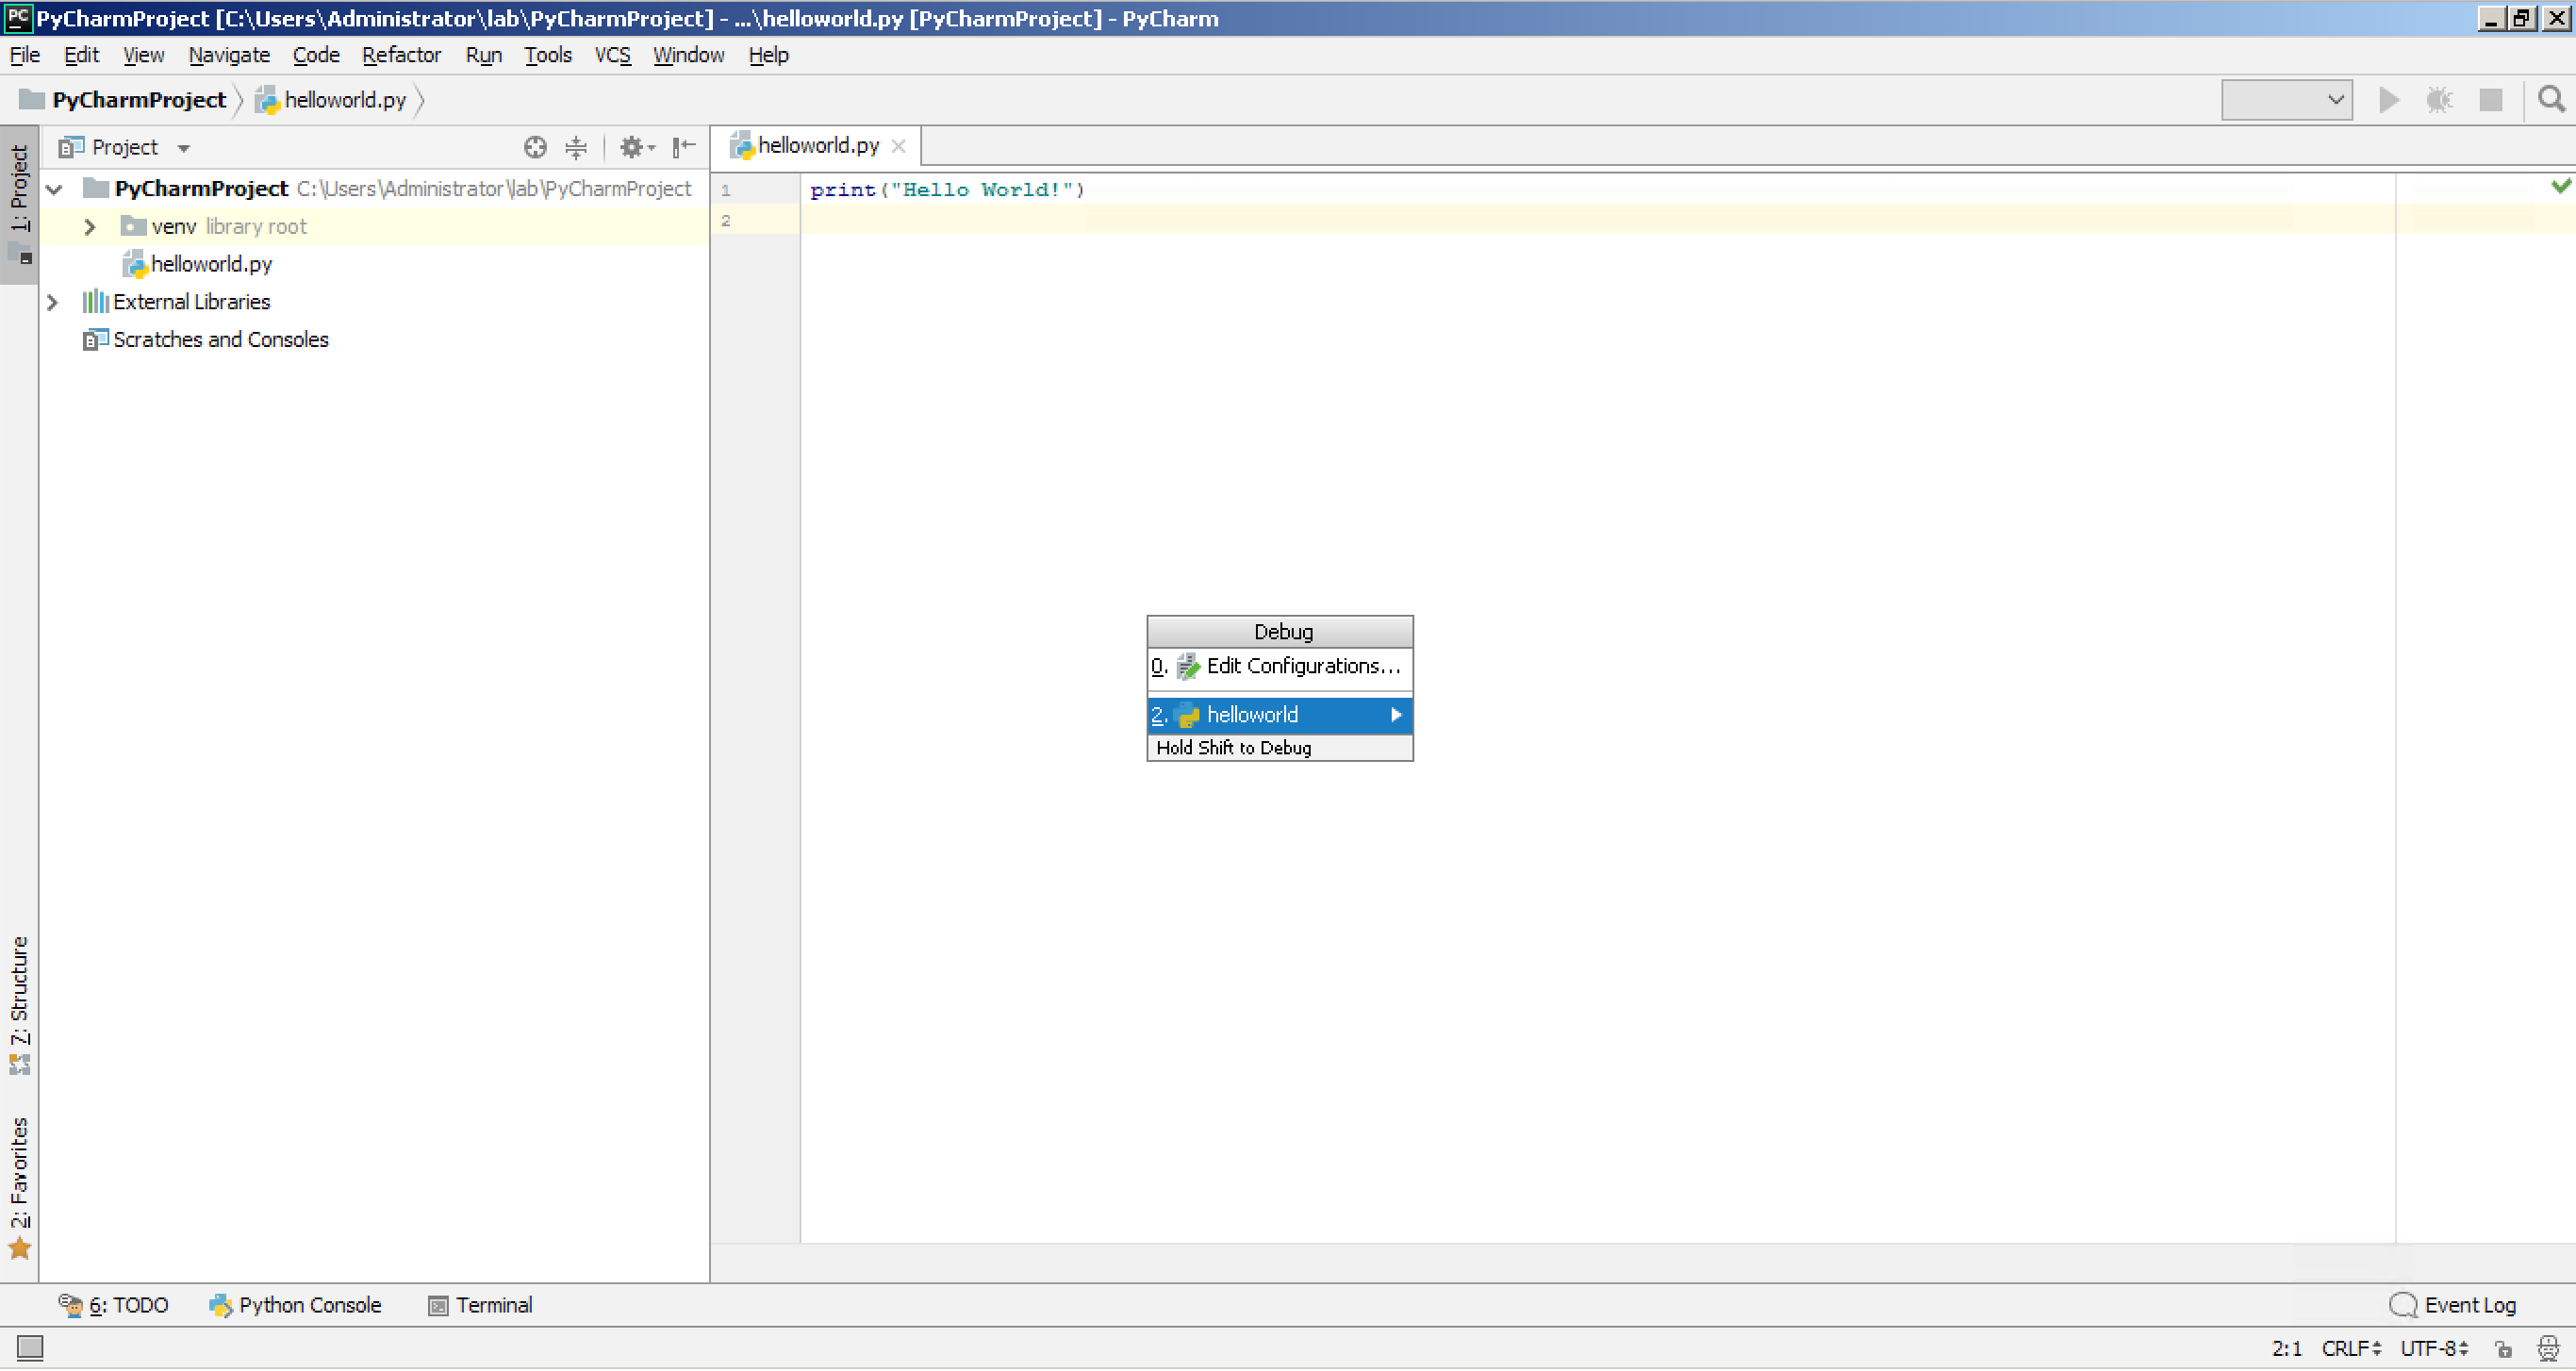 PC PyCharmProject [C:\Users\Administrator\lab\PyCharmProject] - ...\helloworld.py [PyCharmProject] - PyCharm
File Edit View Navigate Code Refactor Run Tools VCS Window Help
PyCharmProject helloworld.py
1: Project
Project
helloworld.py
PyCharmProject C:\Users\Administrator\lab\PyCharmProject
venv library root
helloworld.py
External Libraries
Scratches and Consoles
1 print("Hello World!")
2
Debug
0. Edit Configurations...
2. helloworld
Hold Shift to Debug
7: Structure
2: Favorites
6: TODO Python Console Terminal Event Log
2:1 CRLF UTF-8